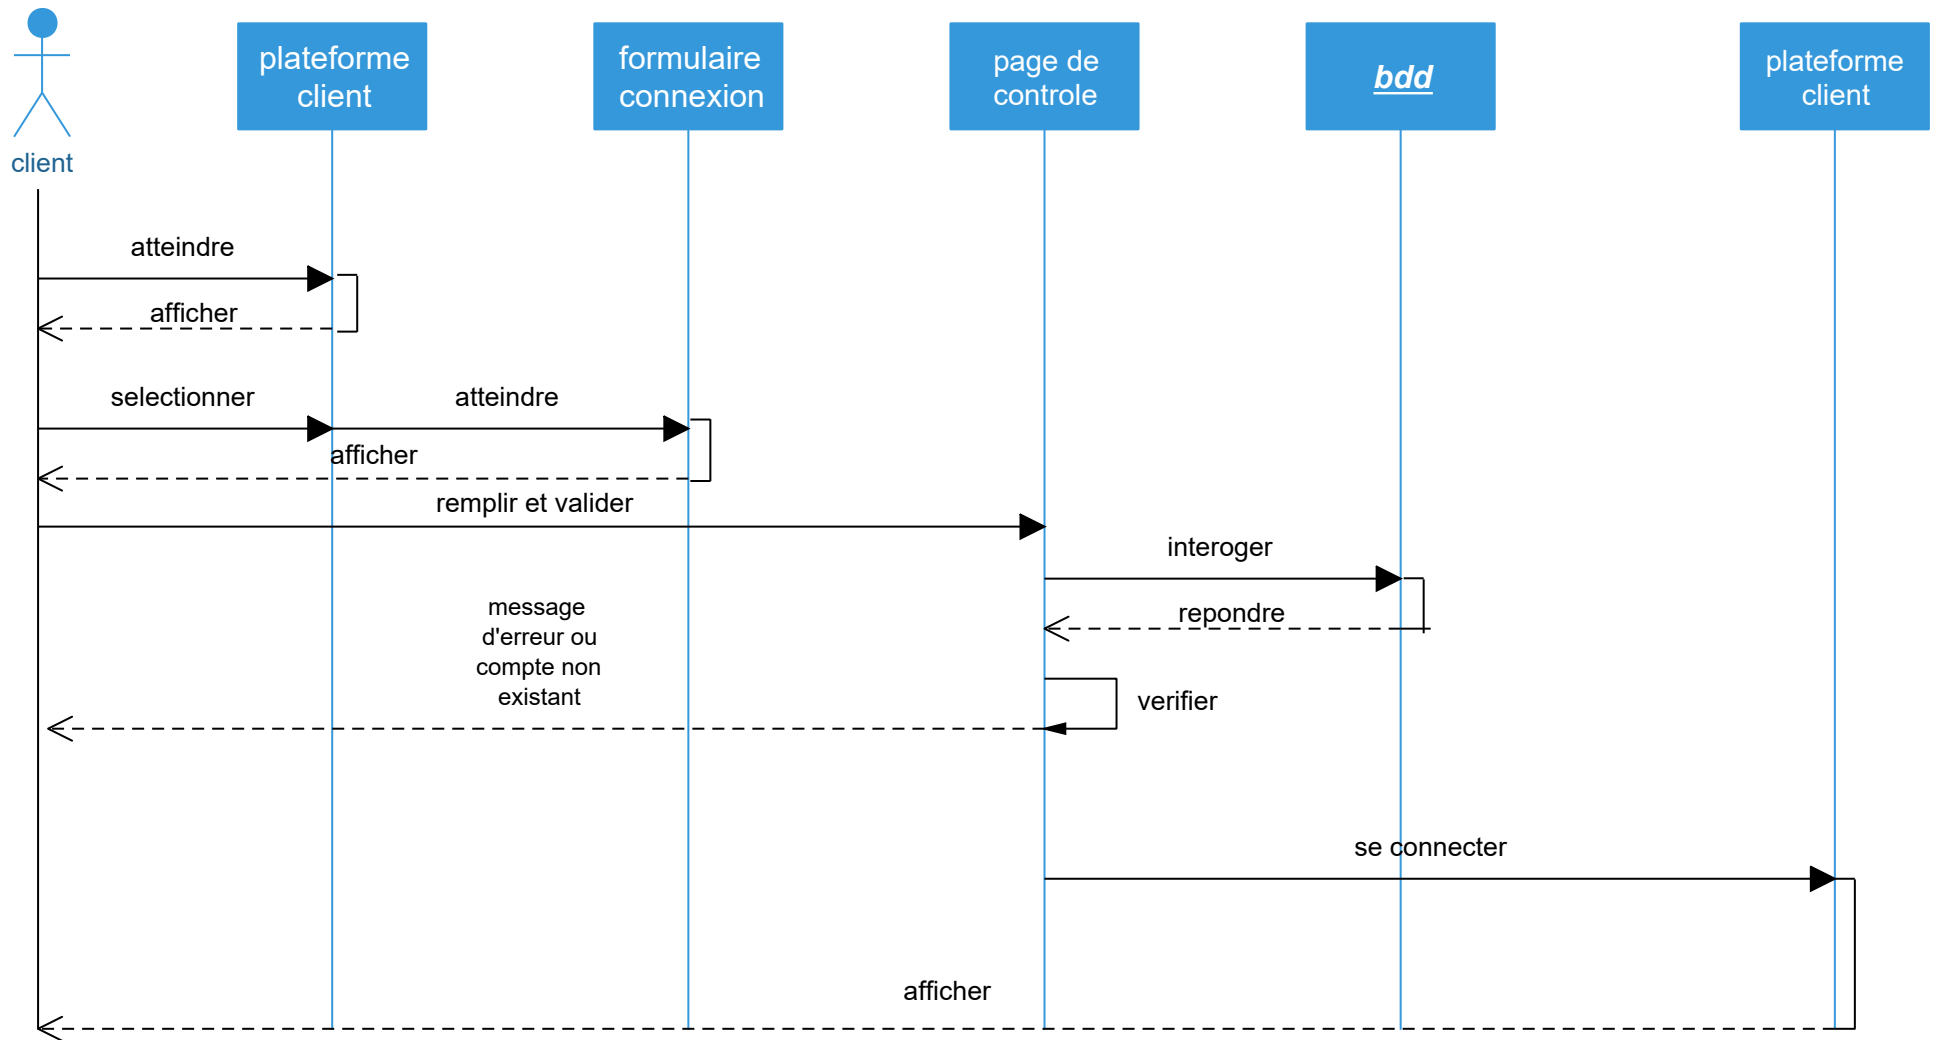 plateforme
client
formulaire
connexion
page de
controle
bdd
plateforme
client
client
atteindre
afficher
selectionner
atteindre
afficher
remplir et valider
interoger
repondre
message
d'erreur ou
compte non
existant
verifier
se connecter
afficher